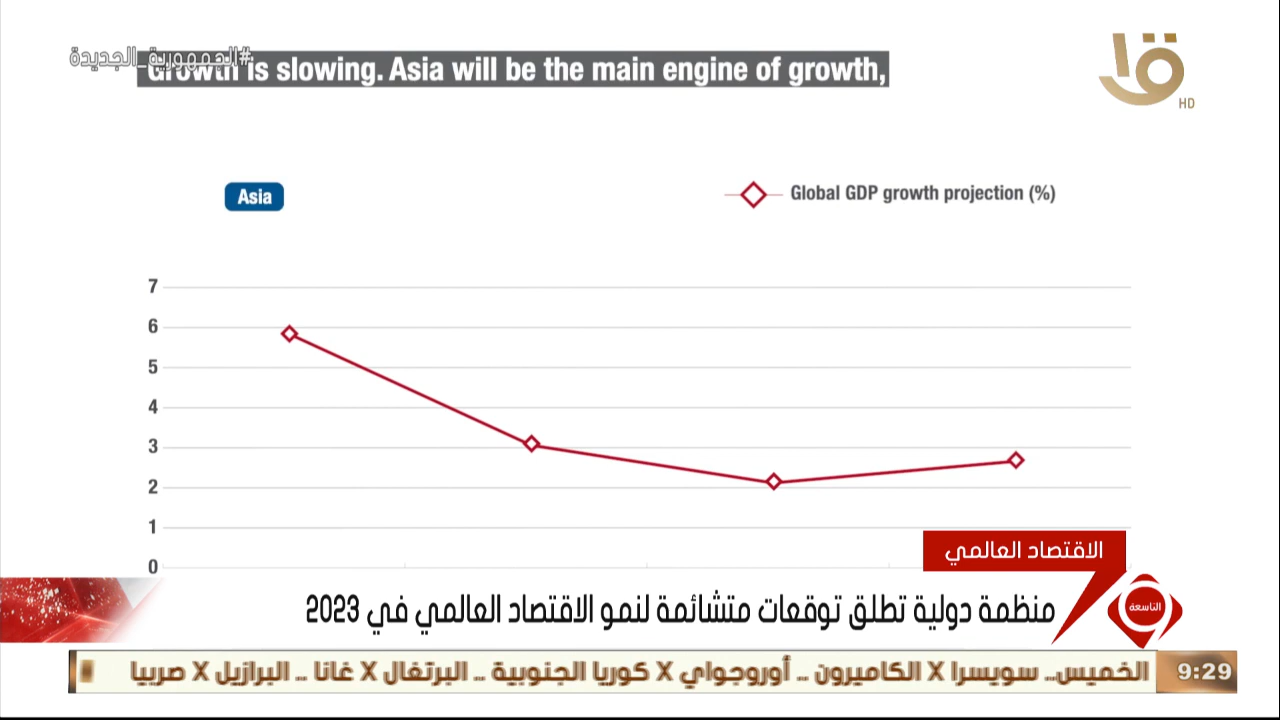 #الجمهورية_الجديدة
Growth is slowing. Asia will be the main engine of growth,
HD
Asia
Global GDP growth projection (%)
7
6
5
4
3
2
1
0
الاقتصاد العالمي
التاسعة
منظمة دولية تطلق توقعات متشائمة لنمو الاقتصاد العالمي في 2023
9:29
الخميس.. سويسرا X الكاميرون .. أوروجواي X كوريا الجنوبية .. البرتغال X غانا .. البرازيل X صربيا